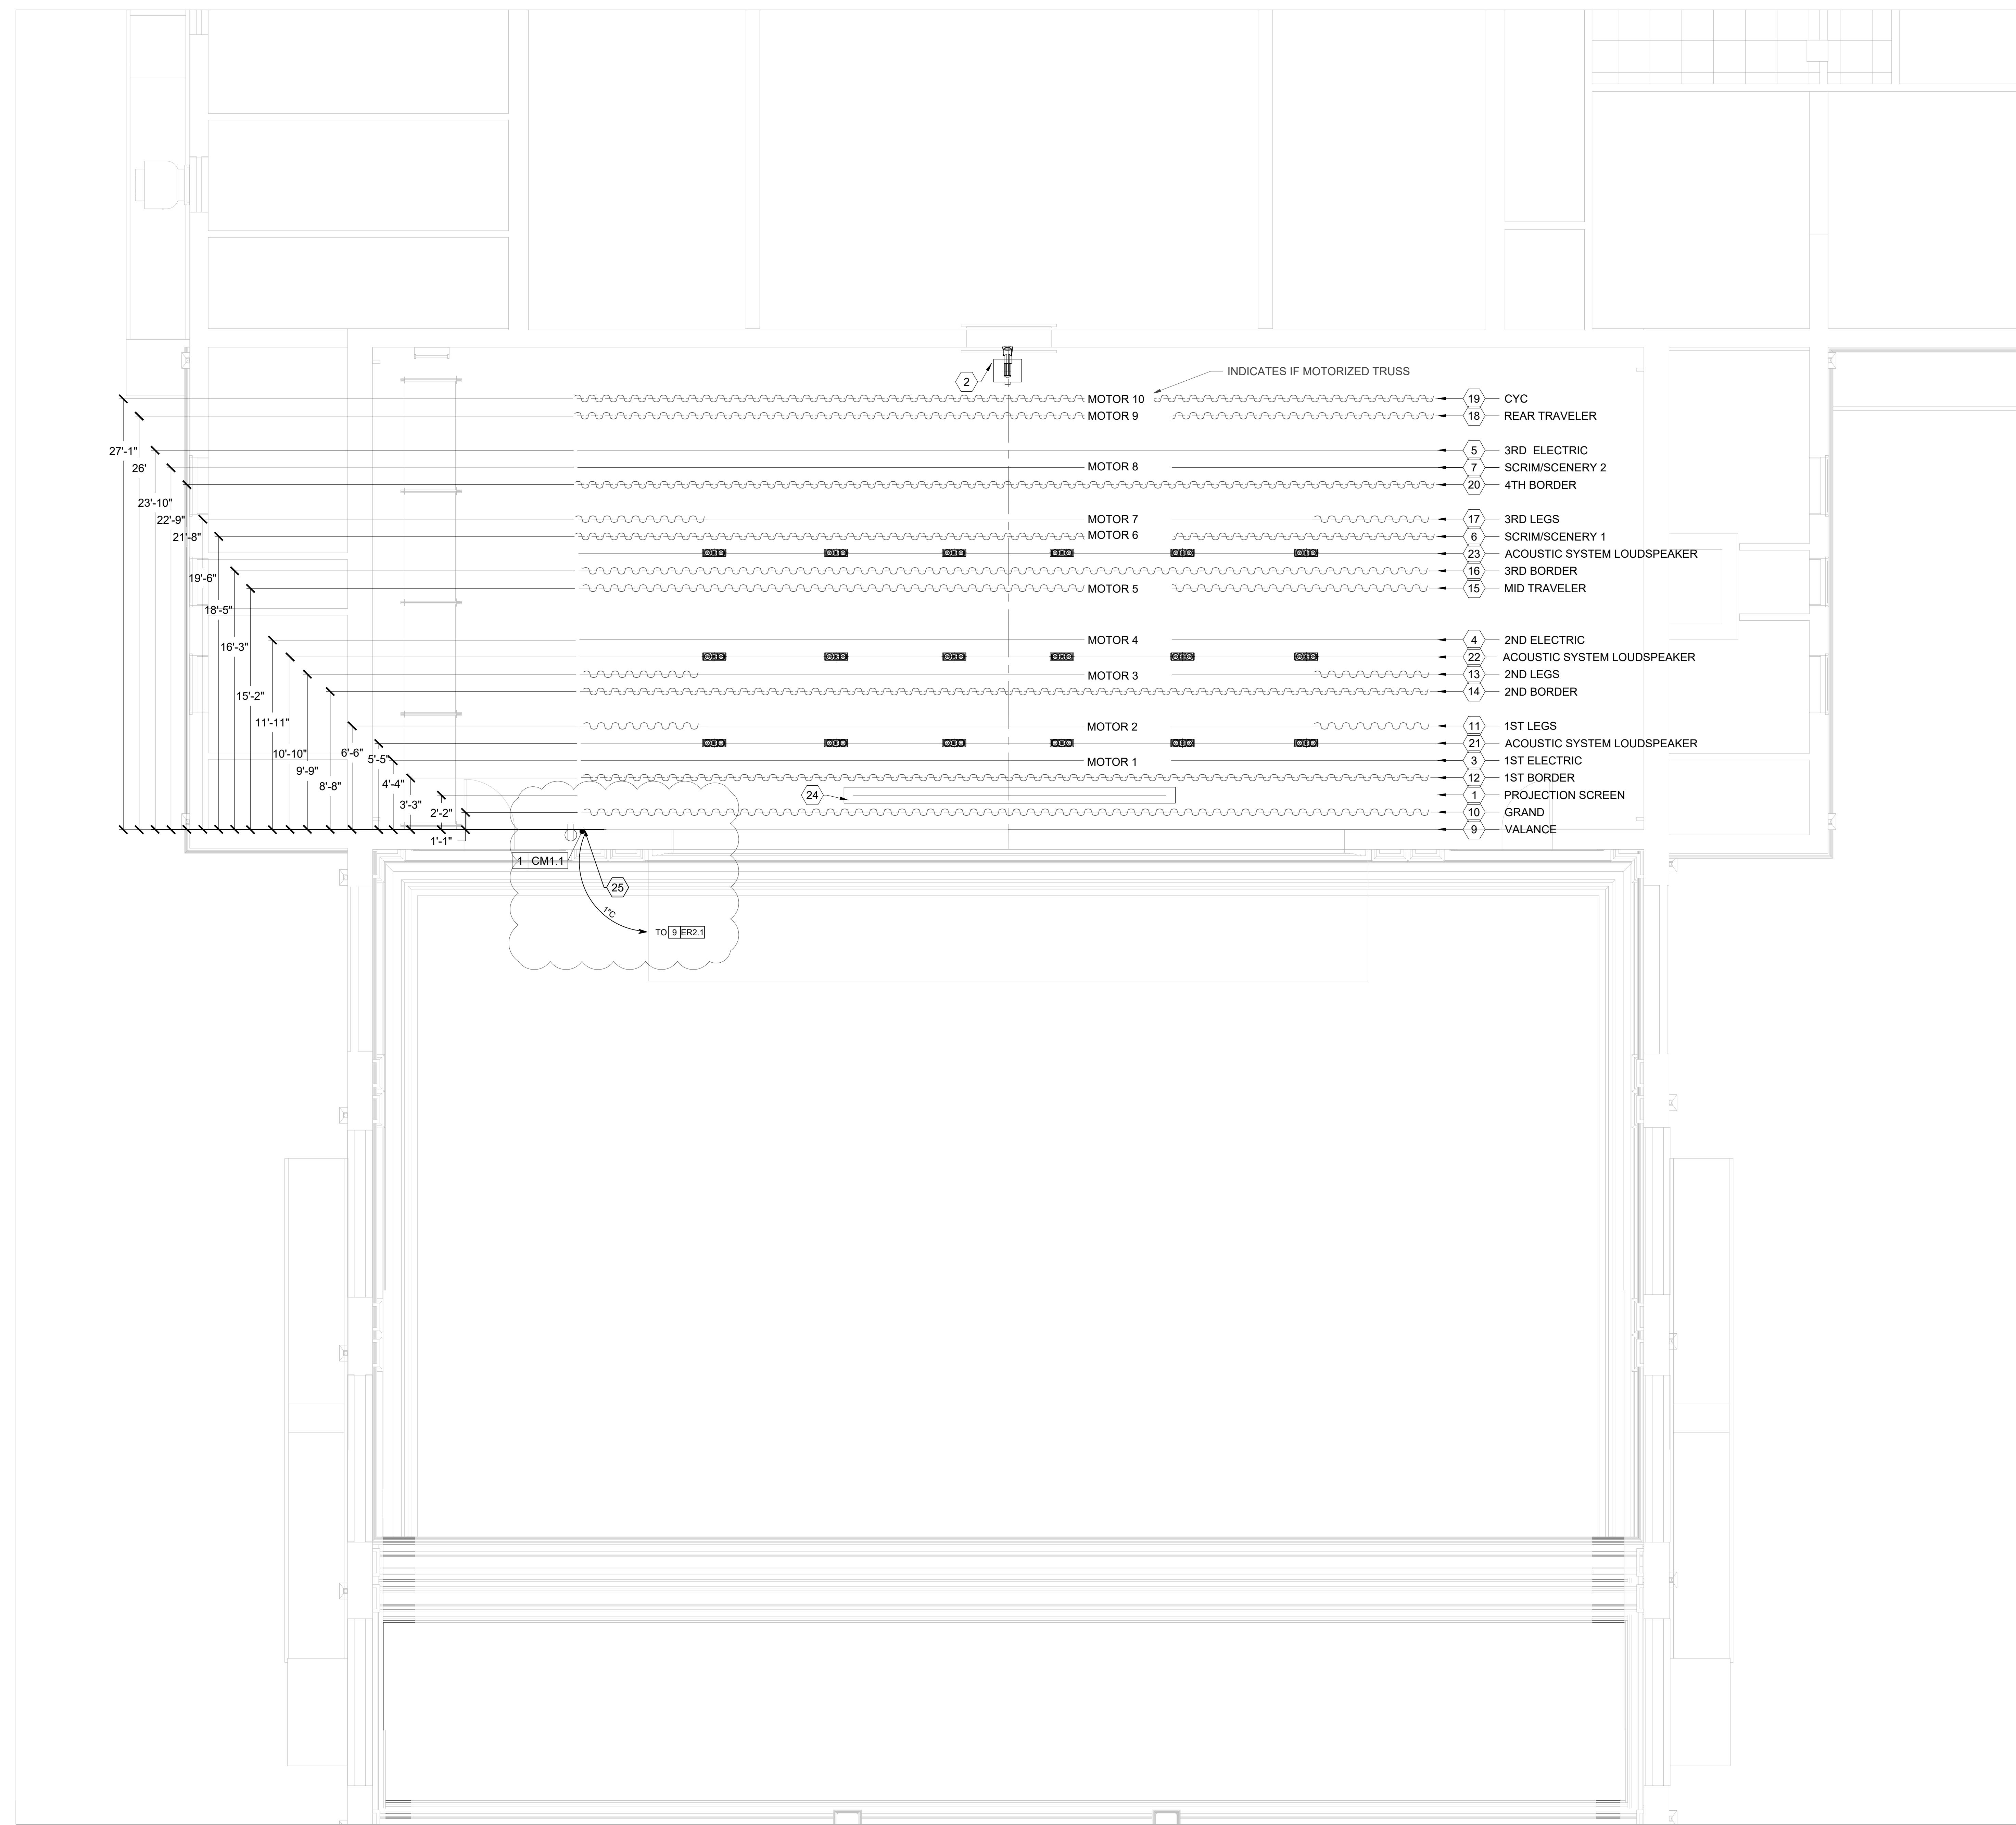 INDICATES IF MOTORIZED TRUSS
2
MOTOR 10
19 CYC
MOTOR 9
18 REAR TRAVELER
5 3RD ELECTRIC
MOTOR 8
7 SCRIM/SCENERY 2
20 4TH BORDER
MOTOR 7
17 3RD LEGS
MOTOR 6
6 SCRIM/SCENERY 1
23 ACOUSTIC SYSTEM LOUDSPEAKER
16 3RD BORDER
MOTOR 5
15 MID TRAVELER
MOTOR 4
4 2ND ELECTRIC
22 ACOUSTIC SYSTEM LOUDSPEAKER
MOTOR 3
13 2ND LEGS
14 2ND BORDER
MOTOR 2
11 1ST LEGS
21 ACOUSTIC SYSTEM LOUDSPEAKER
MOTOR 1
3 1ST ELECTRIC
12 1ST BORDER
24
1 PROJECTION SCREEN
10 GRAND
9 VALANCE
27'-1"
26'
23'-10"
22'-9"
21'-8"
19'-6"
18'-5"
16'-3"
15'-2"
11'-11"
10'-10"
9'-9"
8'-8"
6'-6"
5'-5"
4'-4"
3'-3"
2'-2"
1'-1"
1 CM1.1
25
1"C
TO 9 ER2.1